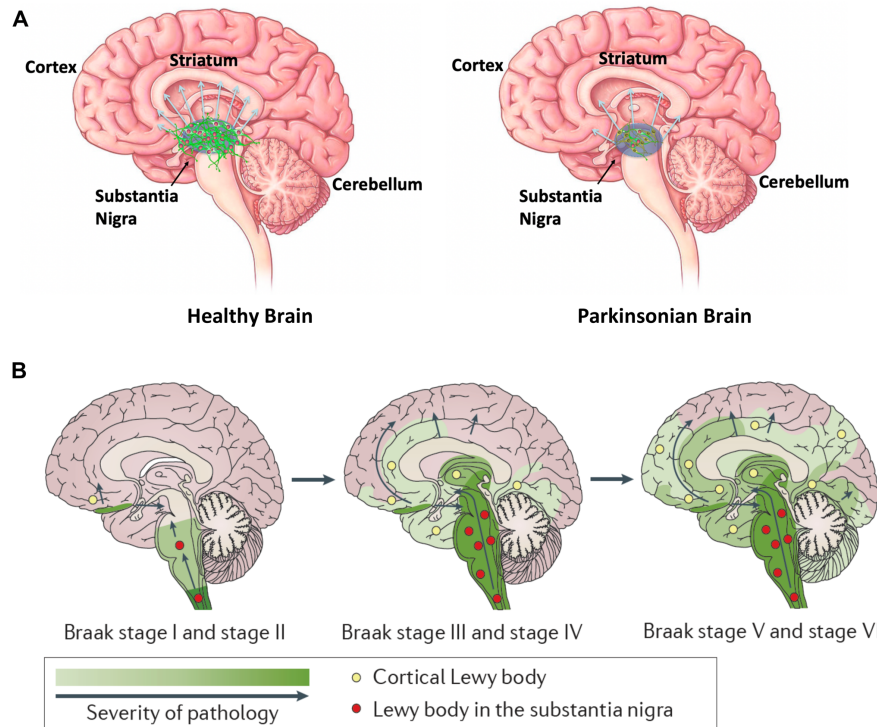 A
Striatum
Cortex
Substantia
Nigra
Cerebellum
Healthy Brain
Striatum
Cortex
Substantia
Nigra
Cerebellum
Parkinsonian Brain
B
Braak stage I and stage II
Braak stage III and stage IV
Braak stage V and stage V
Severity of pathology
Cortical Lewy body
Lewy body in the substantia nigra